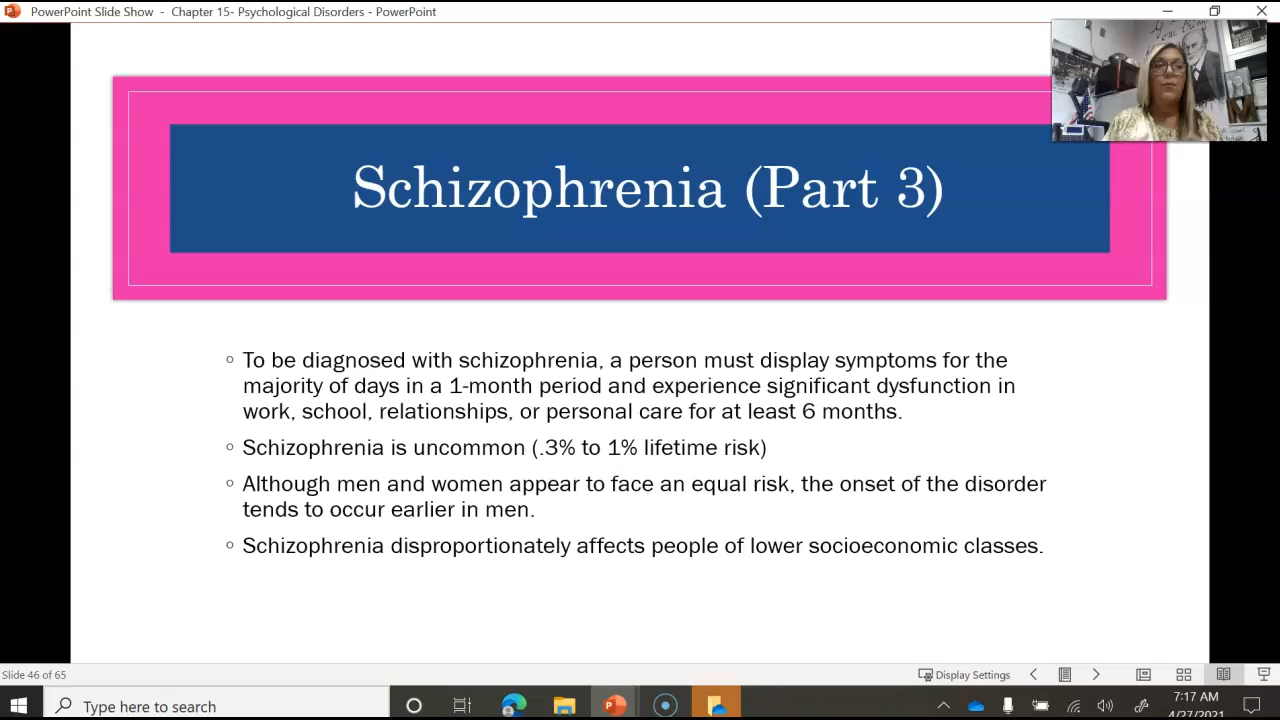 PowerPoint Slide Show - Chapter 15- Psychological Disorders - PowerPoint
Schizophrenia (Part 3)
◦ To be diagnosed with schizophrenia, a person must display symptoms for the
majority of days in a 1-month period and experience significant dysfunction in
work, school, relationships, or personal care for at least 6 months.
◦ Schizophrenia is uncommon (.3% to 1% lifetime risk)
◦ Although men and women appear to face an equal risk, the onset of the disorder
tends to occur earlier in men.
◦ Schizophrenia disproportionately affects people of lower socioeconomic classes.
Slide 46 of 65
Display Settings
Type here to search
7:17 AM
4/27/2021